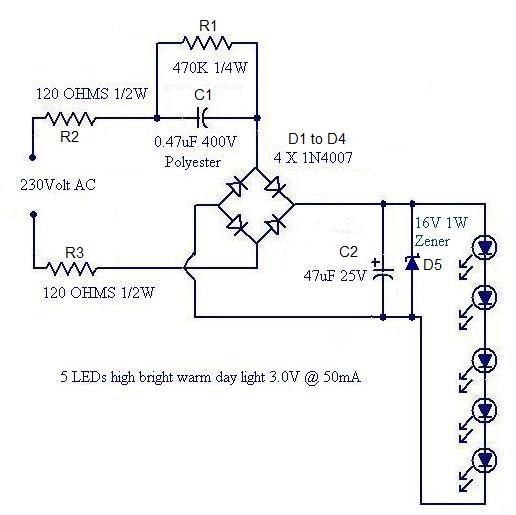 R1
470K 1/4W
120 OHMS 1/2W
C1
R2
0.47uF 400V
Polyester
D1 to D4
4 X 1N4007
230Volt AC
16V 1W
Zener
R3
C2
+
D5
47uF 25V
120 OHMS 1/2W
5 LEDs high bright warm day light 3.0V @ 50mA